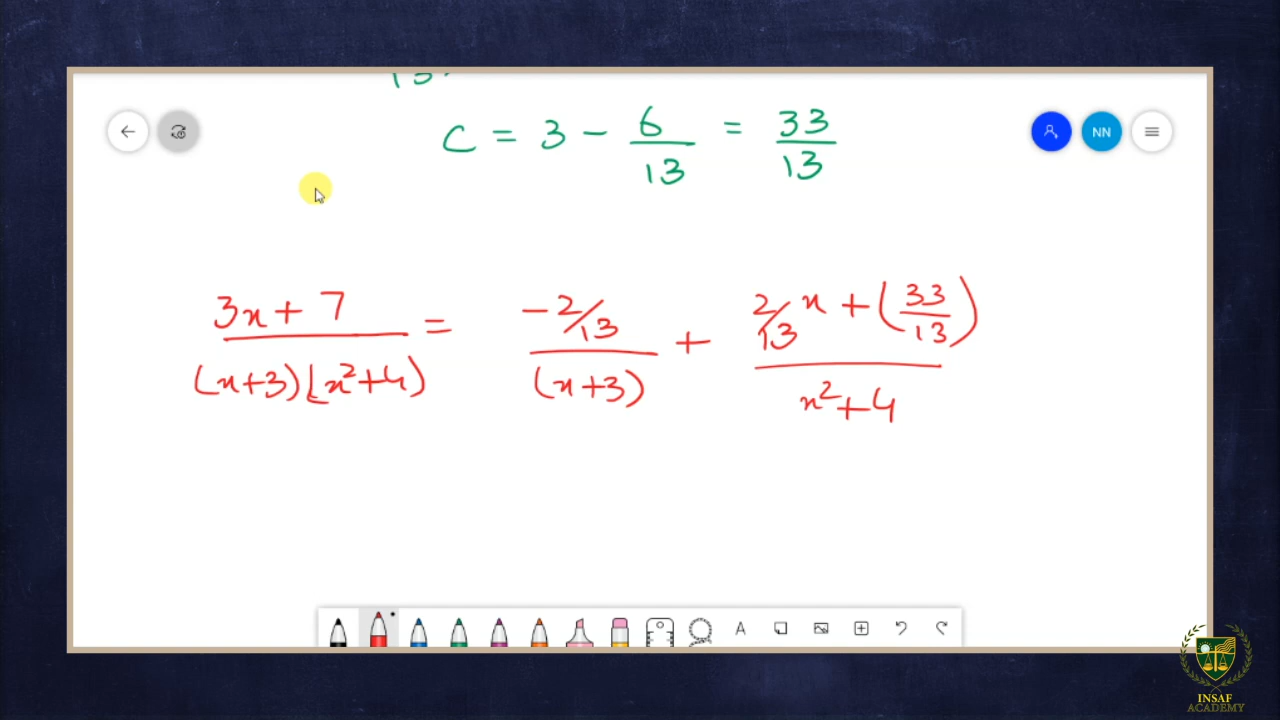 C = 3 - 6/13 = 33/13
NN
(3x + 7)/((x+3)(x²+4)) = (-2/13)/(x+3) + (2/13 x + (33/13))/(x²+4)
A
INSAF
ACADEMY